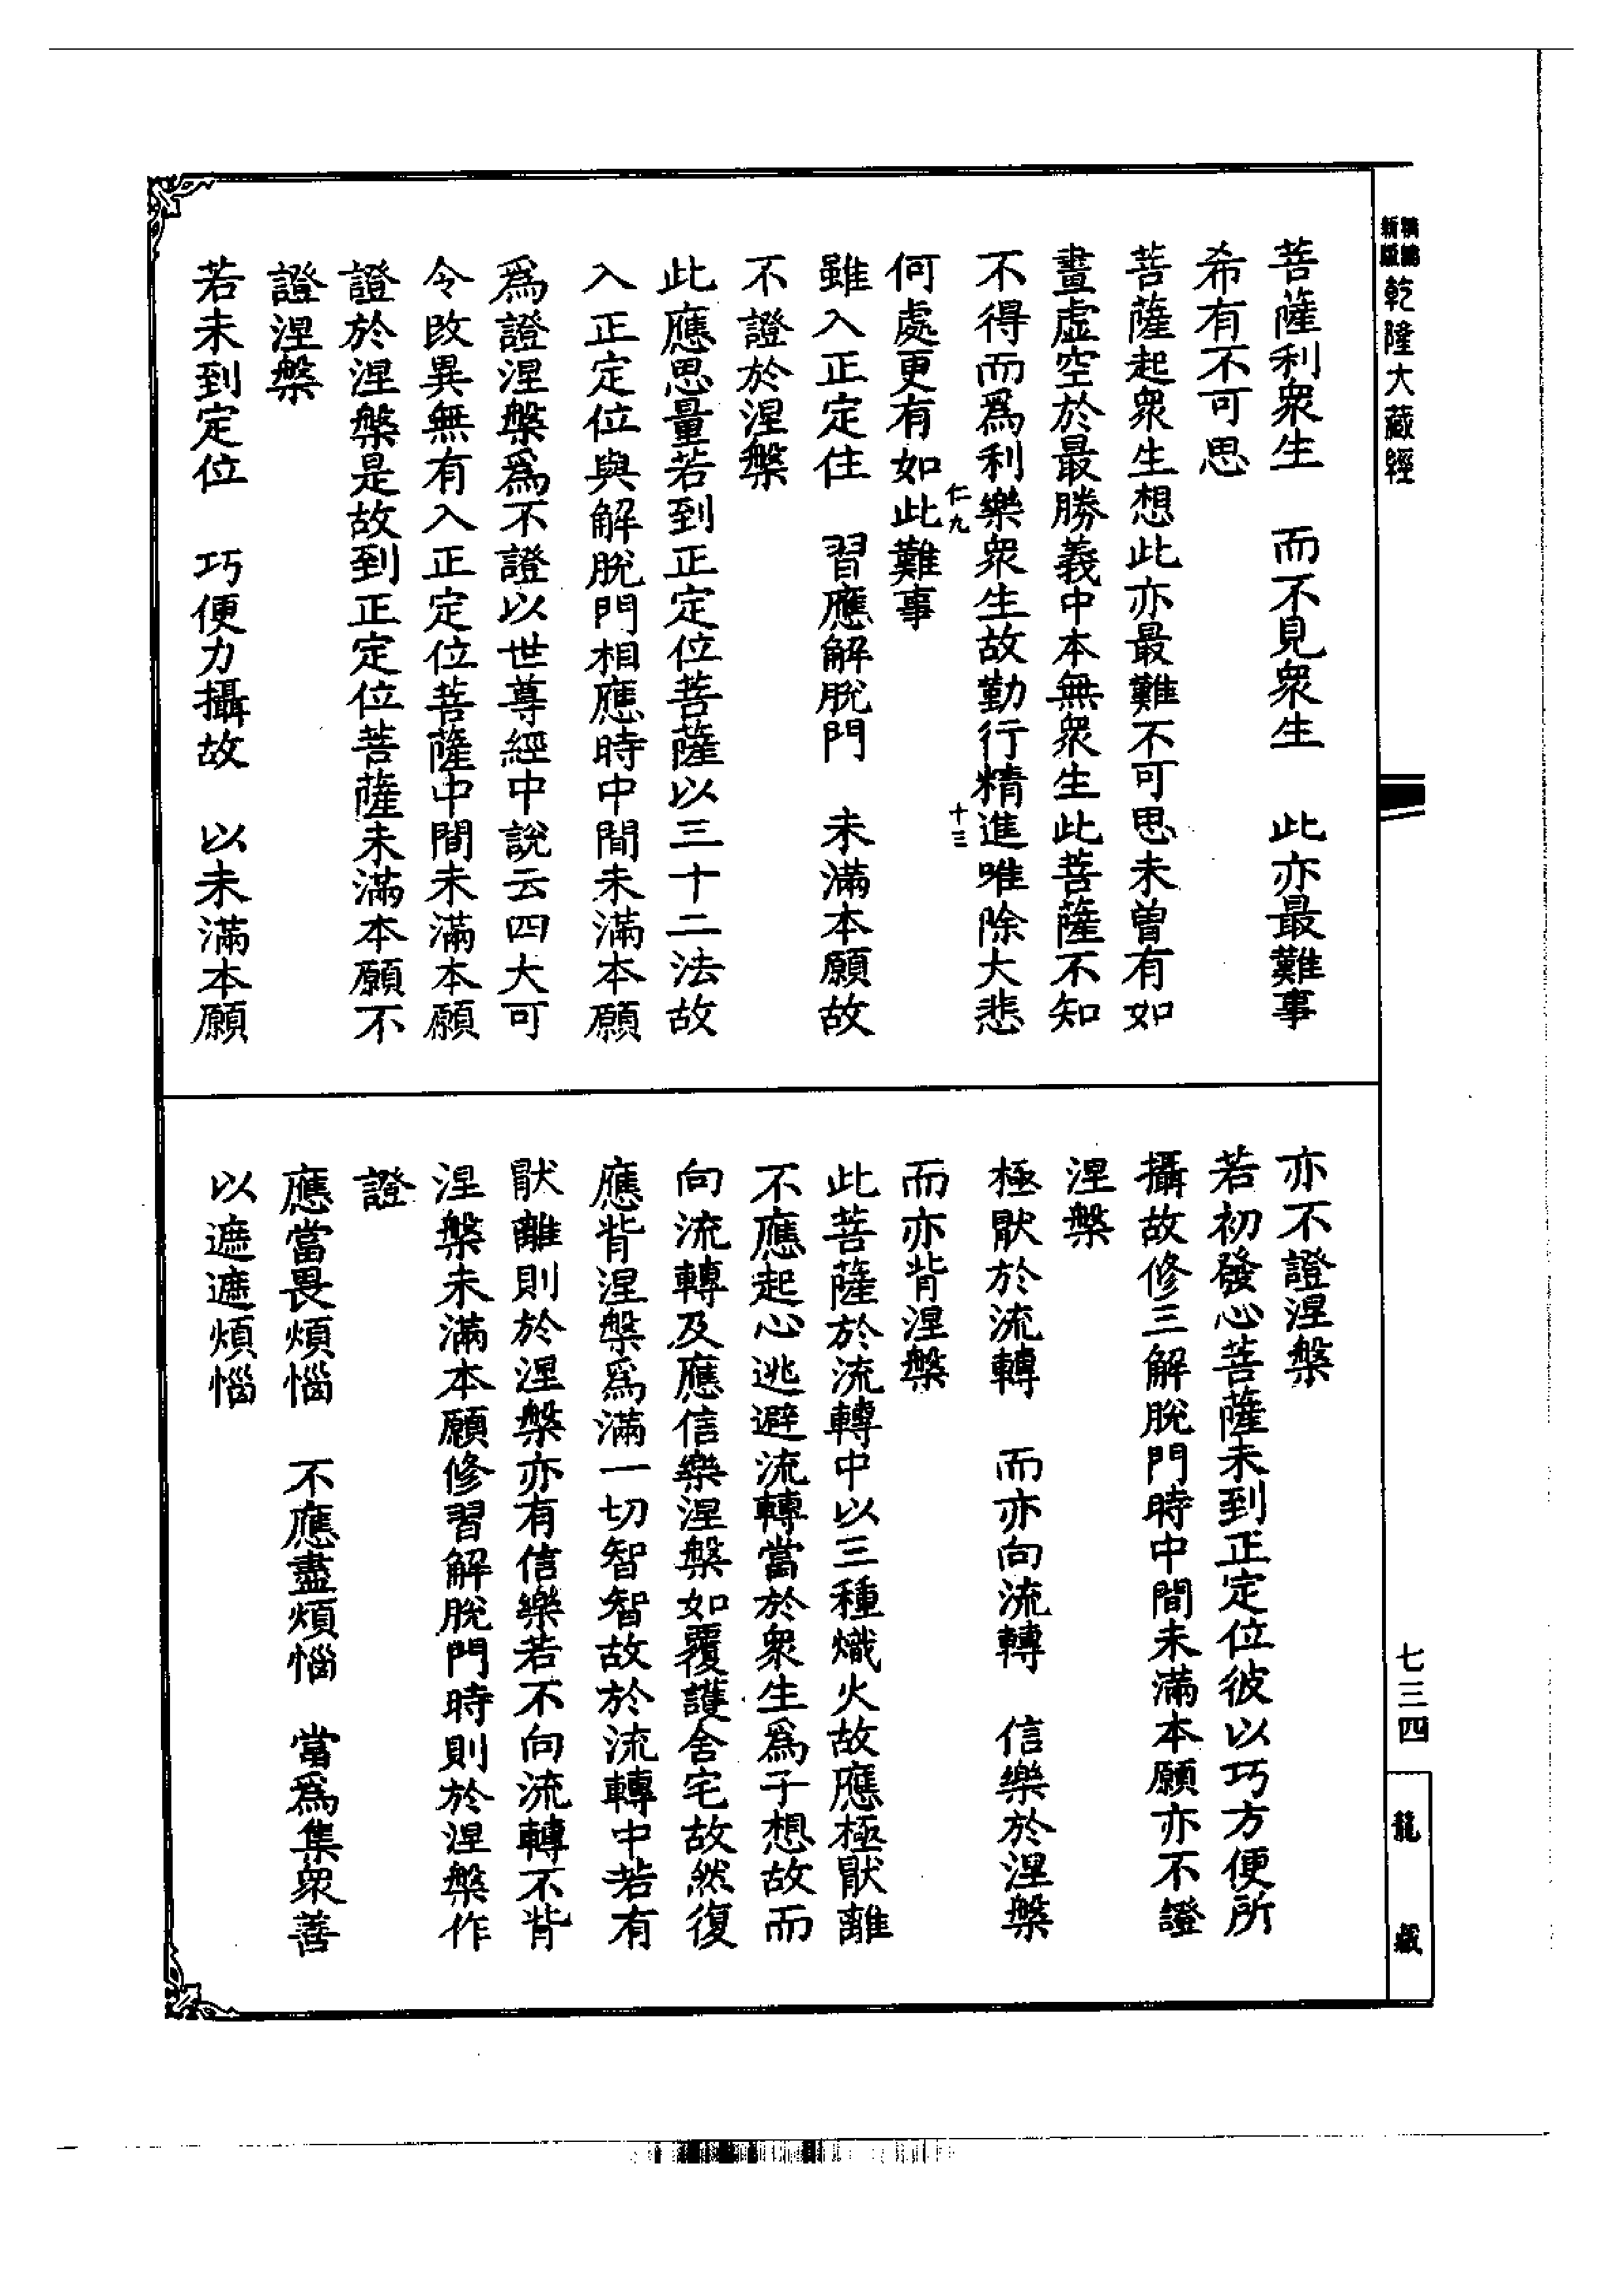 新版
精編
乾隆大藏經
菩薩利衆生　而不見衆生　此亦最難事
希有不可思
菩薩起衆生想此亦最難不可思未曾有如
畫虛空於最勝義中本無衆生此菩薩不知
不得而爲利樂衆生故勤行精進唯除大悲
仁九
十三
何處更有如此難事
雖入正定住　習應解脫門　未滿本願故
不證於涅槃
此應思量若到正定位菩薩以三十二法故
入正定位與解脫門相應時中間未滿本願
爲證涅槃爲不證以世尊經中說云四大可
令改異無有入正定位菩薩中間未滿本願
證於涅槃是故到正定位菩薩未滿本願不
證涅槃
若未到定位　巧便力攝故　以未滿本願
亦不證涅槃
若初發心菩薩未到正定位彼以巧方便所
攝故修三解脫門時中間未滿本願亦不證
涅槃
極厭於流轉　而亦向流轉　信樂於涅槃
而亦背涅槃
此菩薩於流轉中以三種熾火故應極厭離
不應起心逃避流轉當於衆生爲子想故而
向流轉及應信樂涅槃如覆護舍宅故然復
應背涅槃爲滿一切智智故於流轉中若有
厭離則於涅槃亦有信樂若不向流轉不背
涅槃未滿本願修習解脫門時則於涅槃作
證
應當畏煩惱　不應盡煩惱　當爲集衆善
以遮遮煩惱
七三四
龍藏